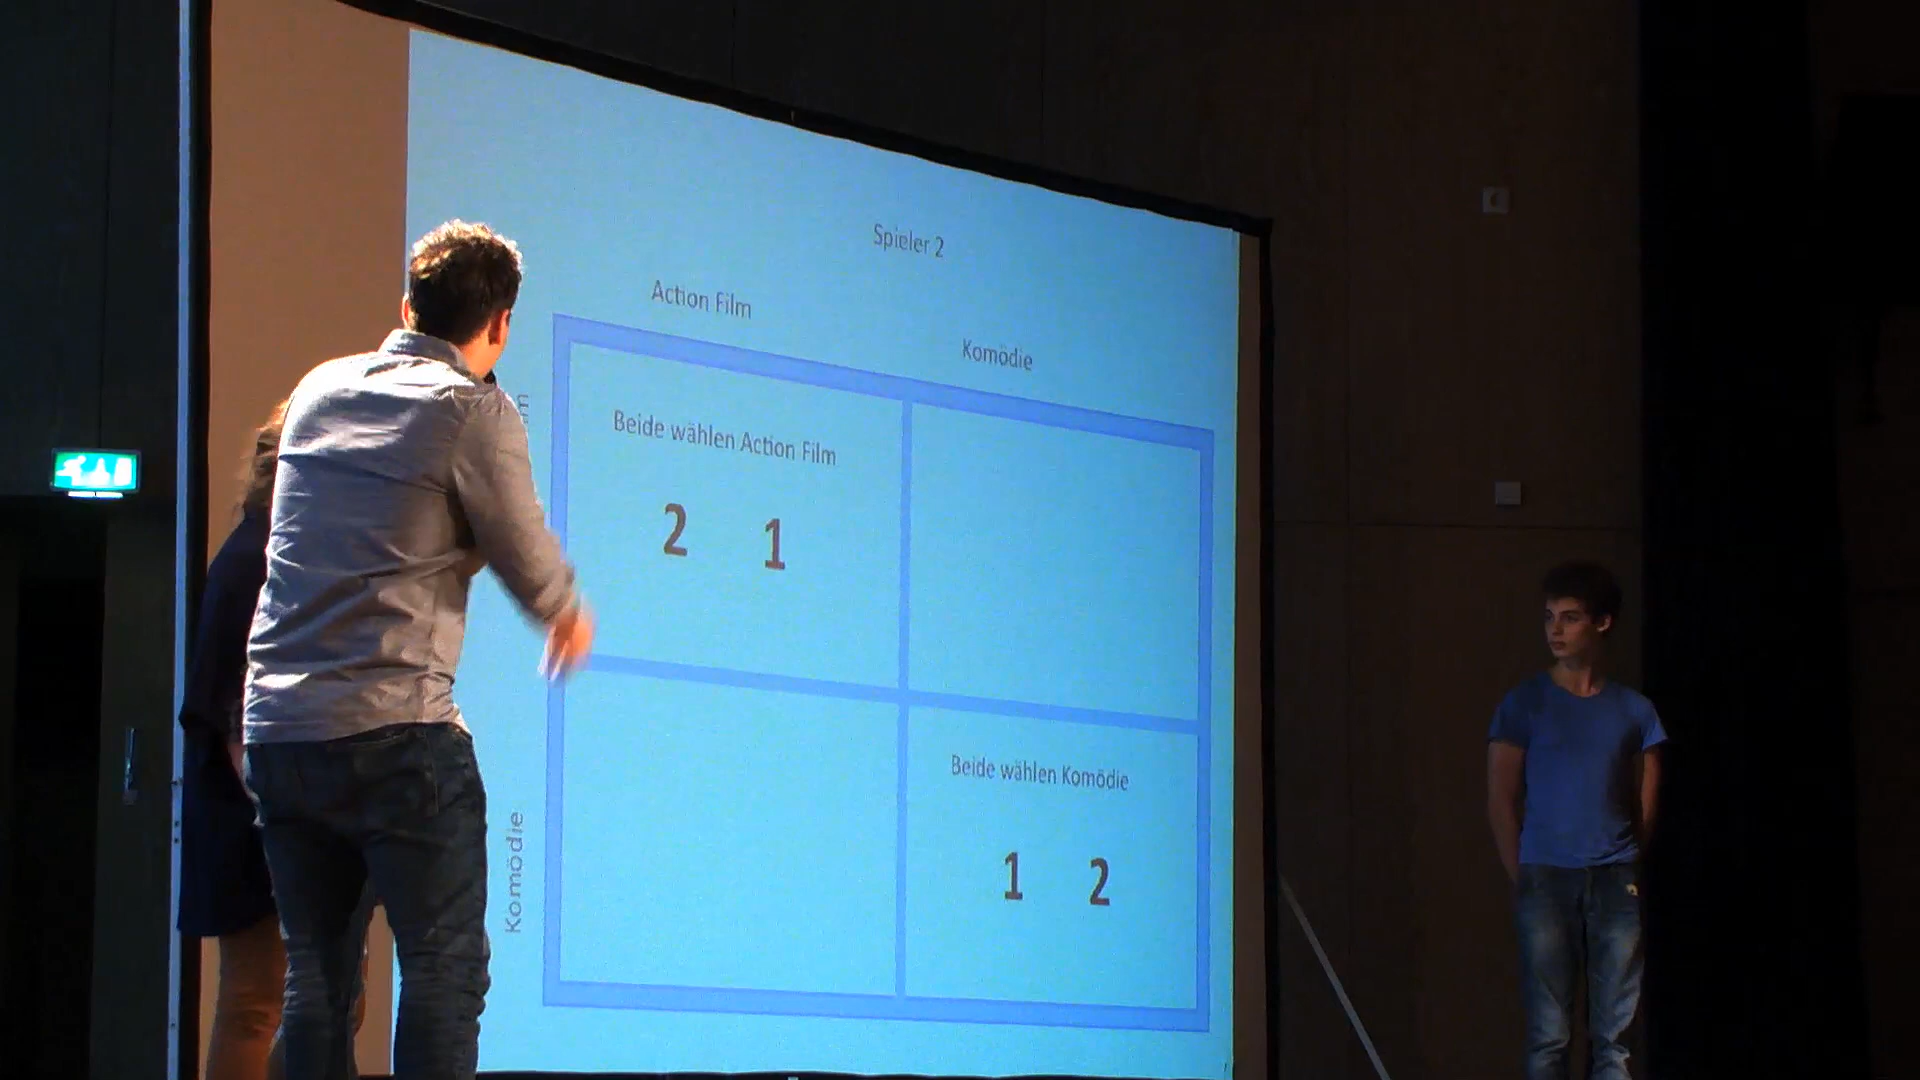 Spieler 2
Action Film
Komödie
Beide wählen Action Film
2 1
Komödie
Beide wählen Komödie
1 2